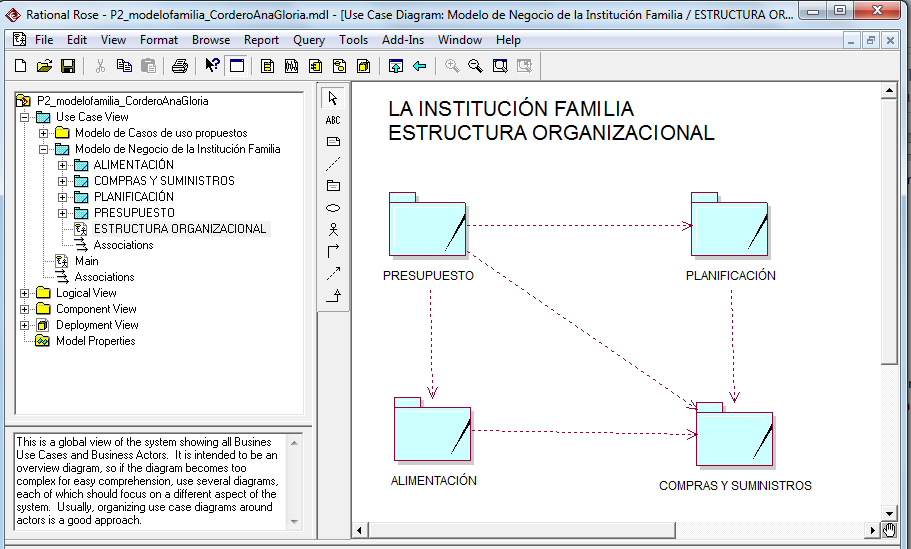 Rational Rose - P2_modelofamilia_CorderoAnaGloria.mdl - [Use Case Diagram: Modelo de Negocio de la Institución Familia / ESTRUCTURA OR...
File Edit View Format Browse Report Query Tools Add-Ins Window Help
P2_modelofamilia_CorderoAnaGloria
Use Case View
Modelo de Casos de uso propuestos
Modelo de Negocio de la Institución Familia
ALIMENTACIÓN
COMPRAS Y SUMINISTROS
PLANIFICACIÓN
PRESUPUESTO
ESTRUCTURA ORGANIZACIONAL
Associations
Main
Associations
Logical View
Component View
Deployment View
Model Properties
This is a global view of the system showing all Busines
Use Cases and Business Actors. It is intended to be an
overview diagram, so if the diagram becomes too
complex for easy comprehension, use several diagrams,
each of which should focus on a different aspect of the
system. Usually, organizing use case diagrams around
actors is a good approach.
ABC
LA INSTITUCIÓN FAMILIA
ESTRUCTURA ORGANIZACIONAL
PRESUPUESTO
PLANIFICACIÓN
ALIMENTACIÓN
COMPRAS Y SUMINISTROS